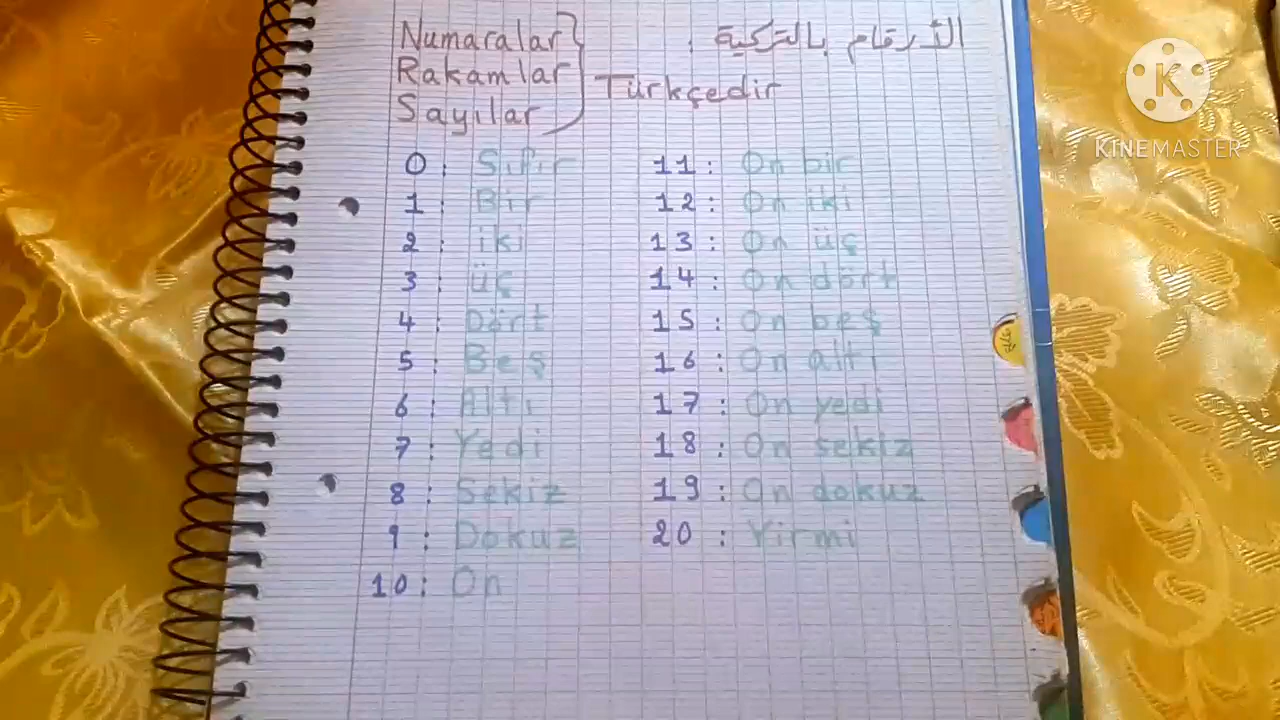 Numaralar
Rakamlar
Sayılar
Türkçedir
الأرقام بالتركية .
0 : Sıfır
1 : Bir
2 : iki
3 : üç
4 : Dört
5 : Beş
6 : Altı
7 : Yedi
8 : Sekiz
9 : Dokuz
10 : On
11 : On bir
12 : On iki
13 : On üç
14 : On dört
15 : On beş
16 : On altı
17 : On yedi
18 : On sekiz
19 : On dokuz
20 : Yirmi
K
KINEMASTER